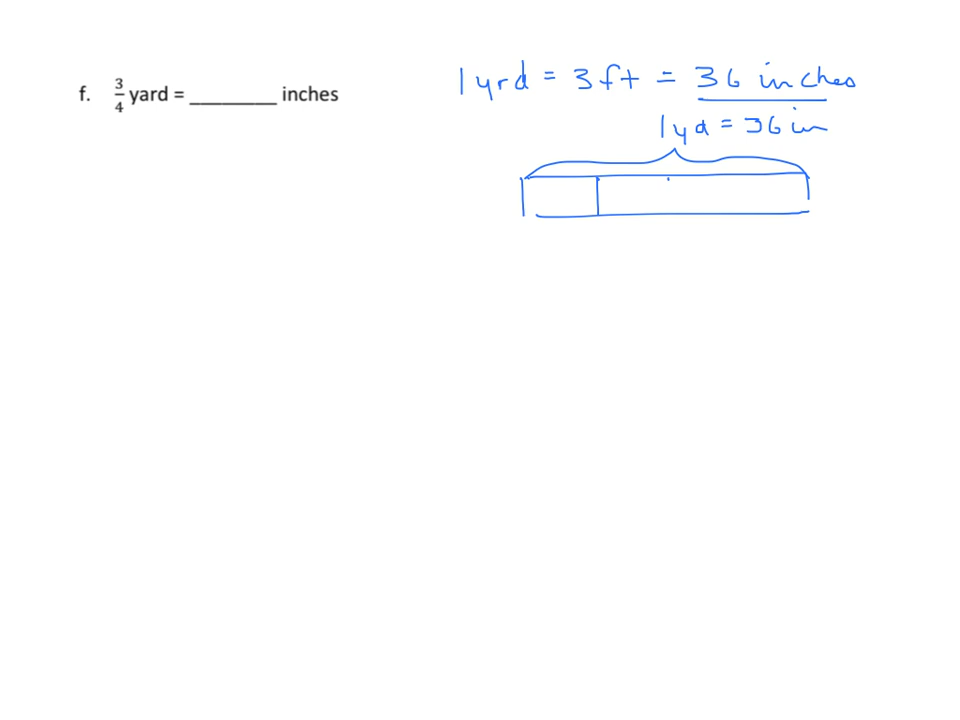 f. 3/4 yard = ________ inches
1 yrd = 3 ft = 36 inches
1 yd = 36 in